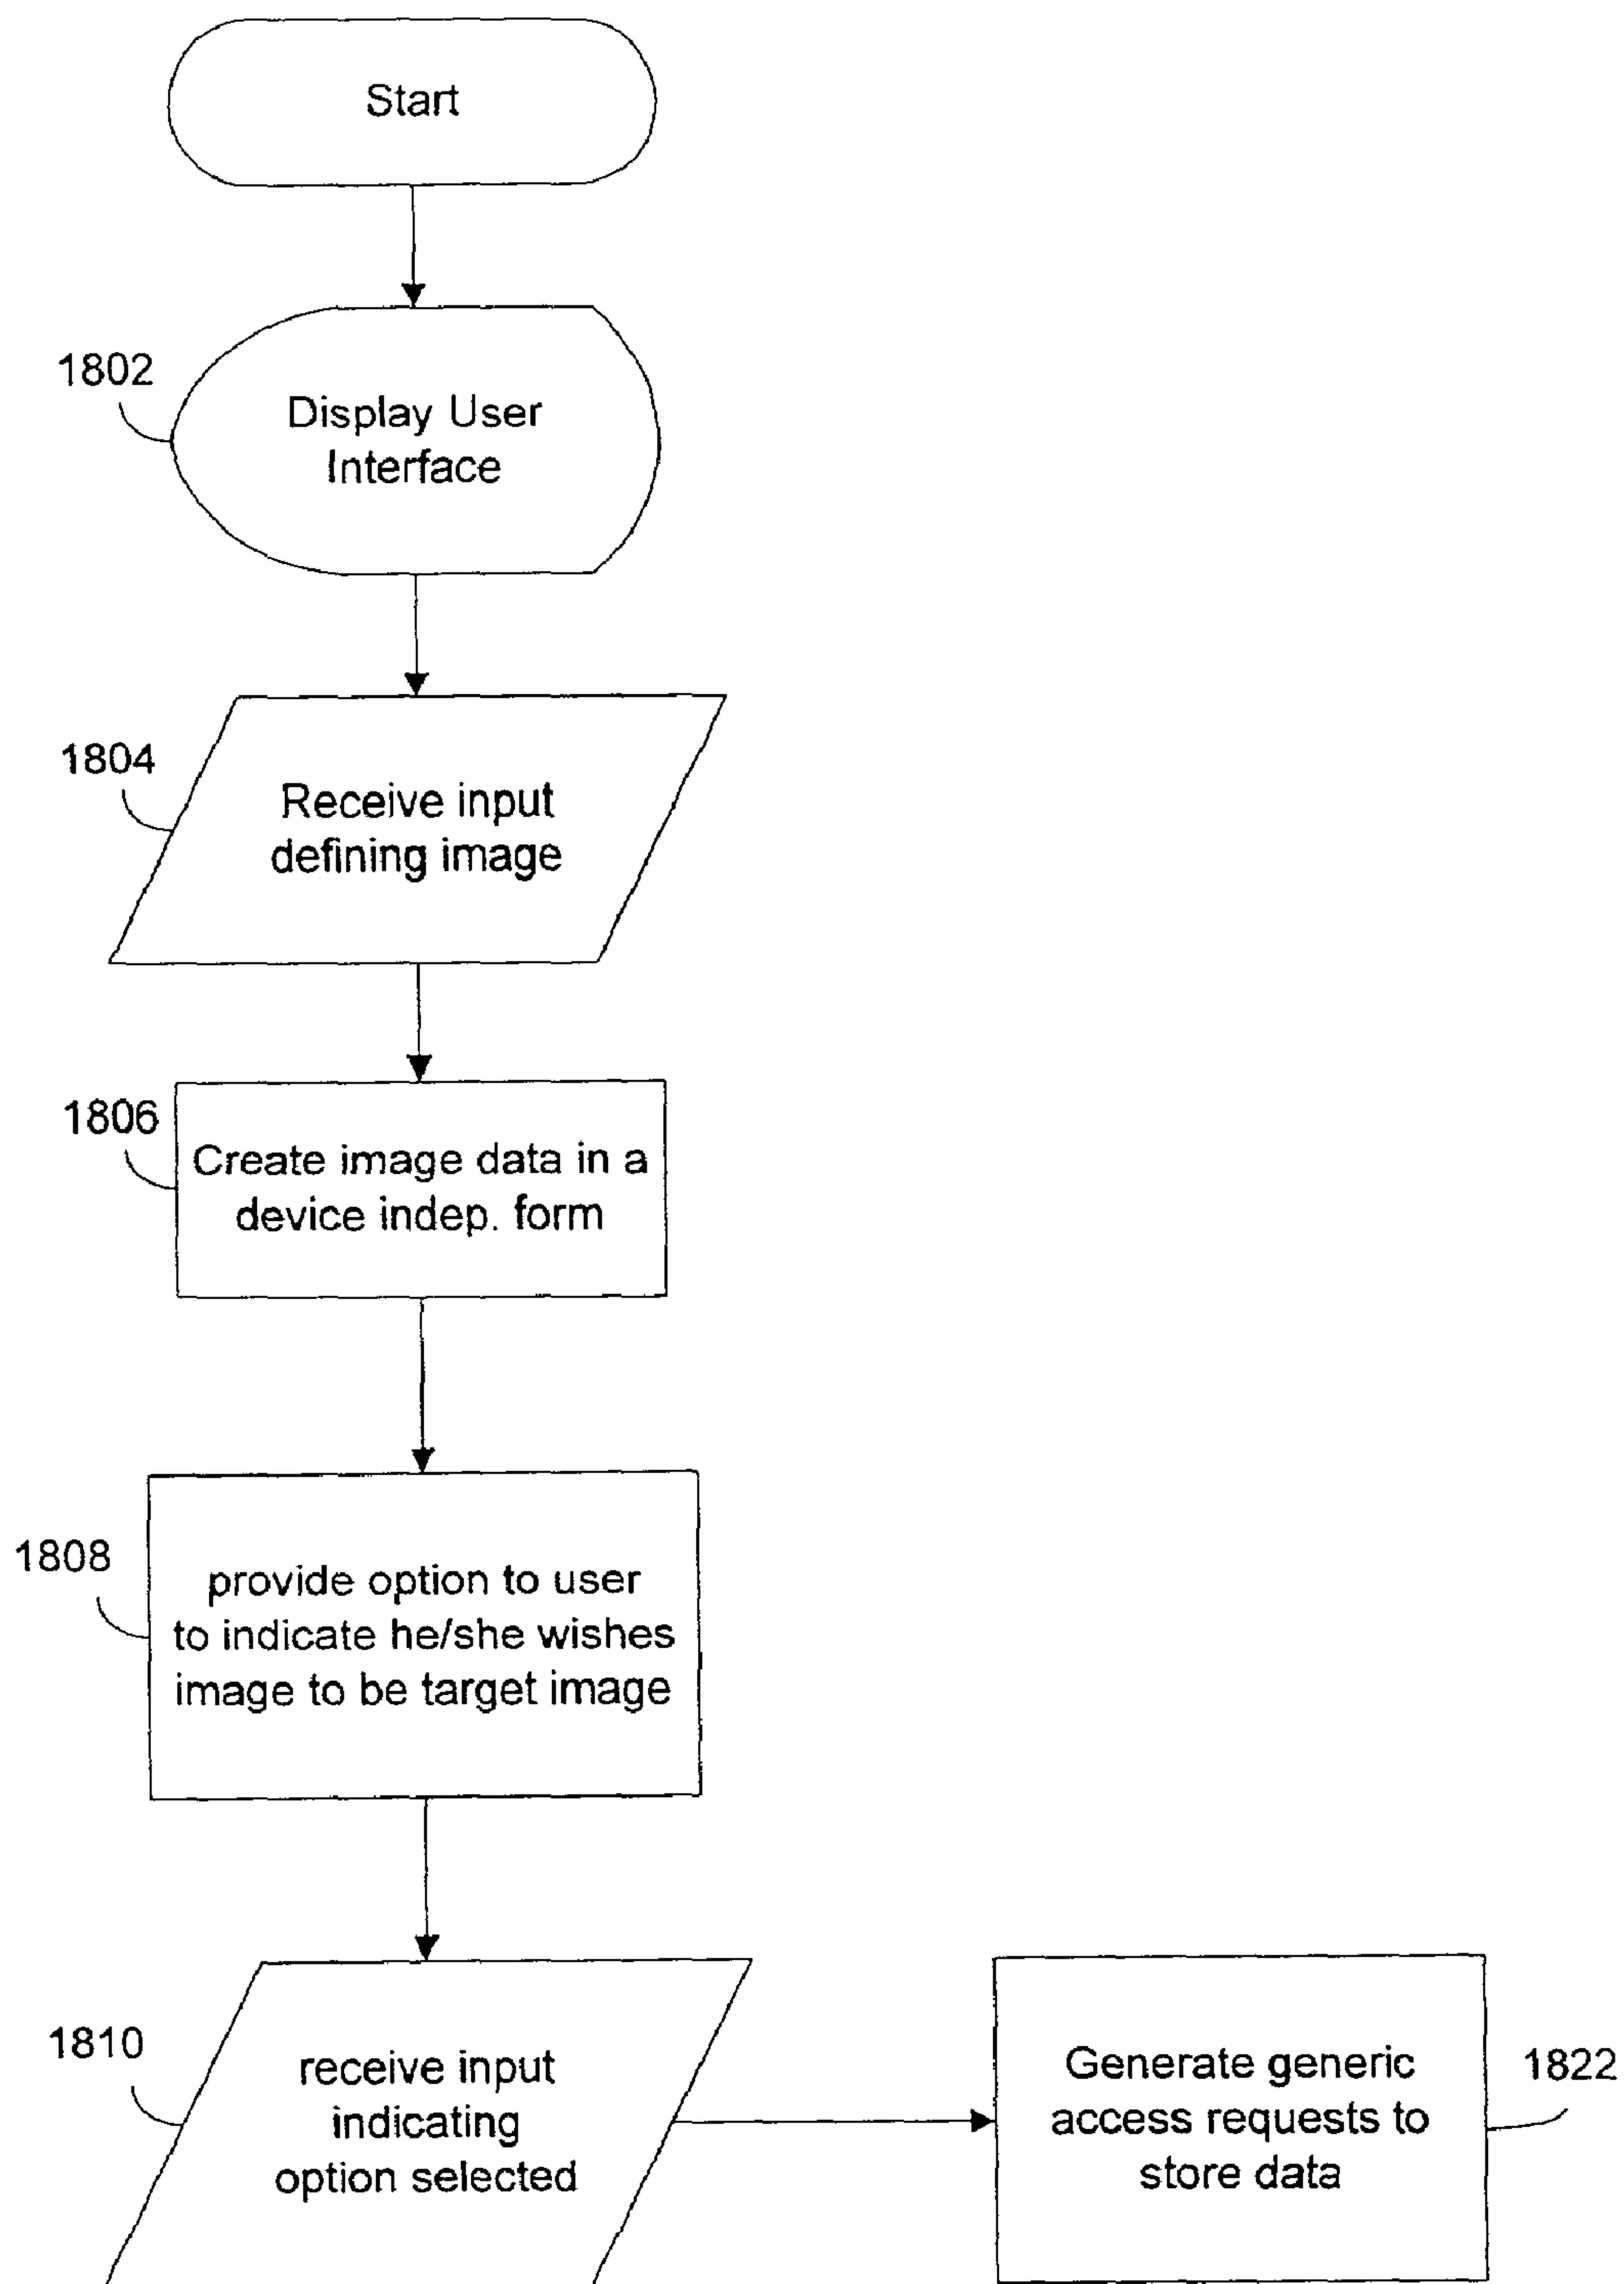 Start
1802
Display User
Interface
1804
Receive input
defining image
1806
Create image data in a
device indep. form
1808
provide option to user
to indicate he/she wishes
image to be target image
1810
receive input
indicating
option selected
Generate generic
access requests to
store data
1822